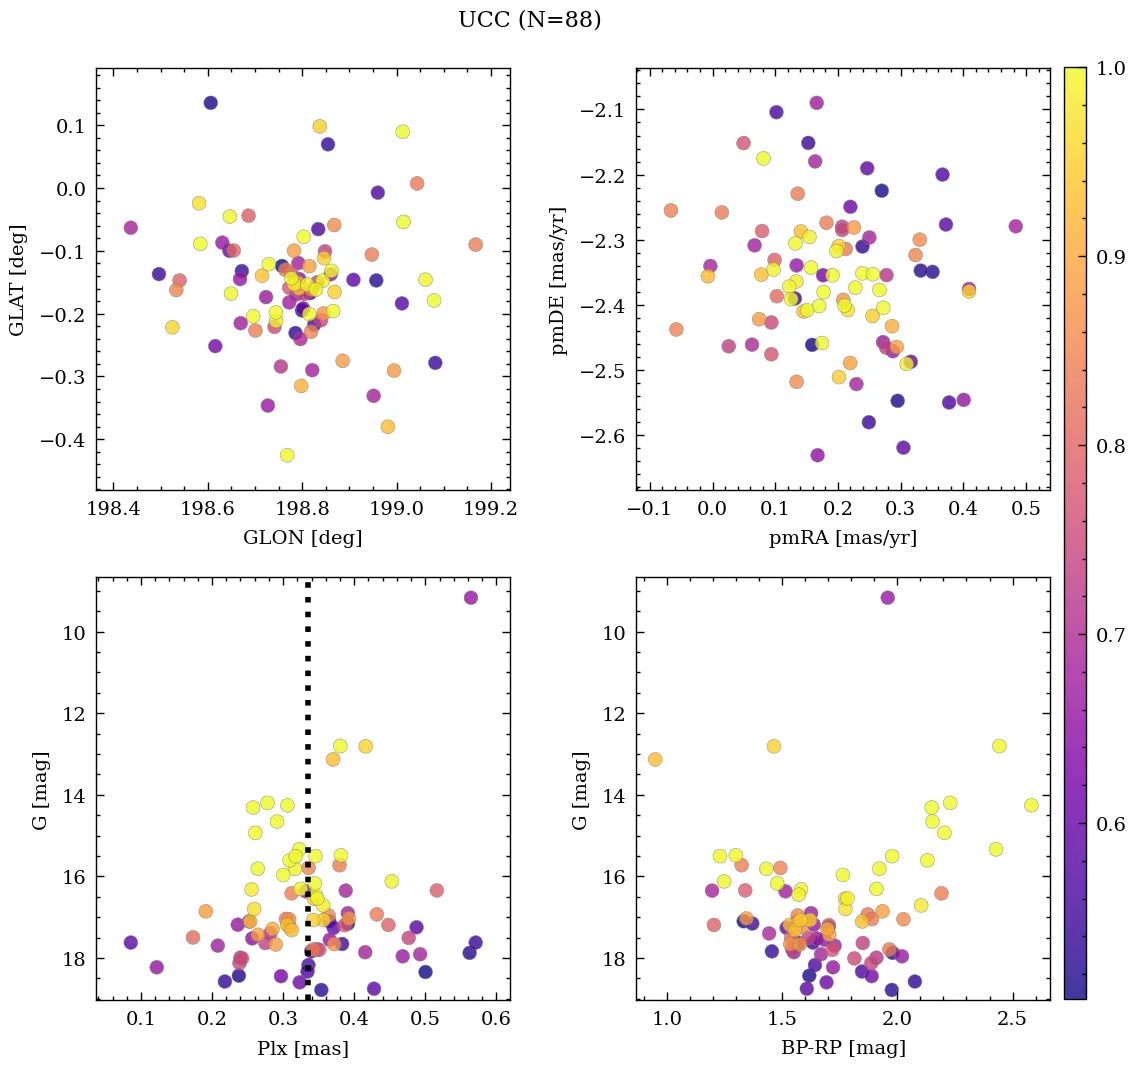 UCC (N=88)
0.1
0.0
−0.1
−0.2
−0.3
−0.4
GLAT [deg]
198.4 198.6 198.8 199.0 199.2
GLON [deg]
−2.1
−2.2
−2.3
−2.4
−2.5
−2.6
pmDE [mas/yr]
−0.1 0.0 0.1 0.2 0.3 0.4 0.5
pmRA [mas/yr]
10
12
14
16
18
G [mag]
0.1 0.2 0.3 0.4 0.5 0.6
Plx [mas]
10
12
14
16
18
G [mag]
1.0 1.5 2.0 2.5
BP-RP [mag]
1.0
0.9
0.8
0.7
0.6